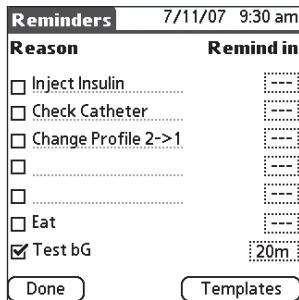 Reminders 7/11/07 9:30 am
Reason Remind in
Inject Insulin ---
Check Catheter ---
Change Profile 2->1 ---
---
---
Eat ---
Test bG 20m
Done Templates